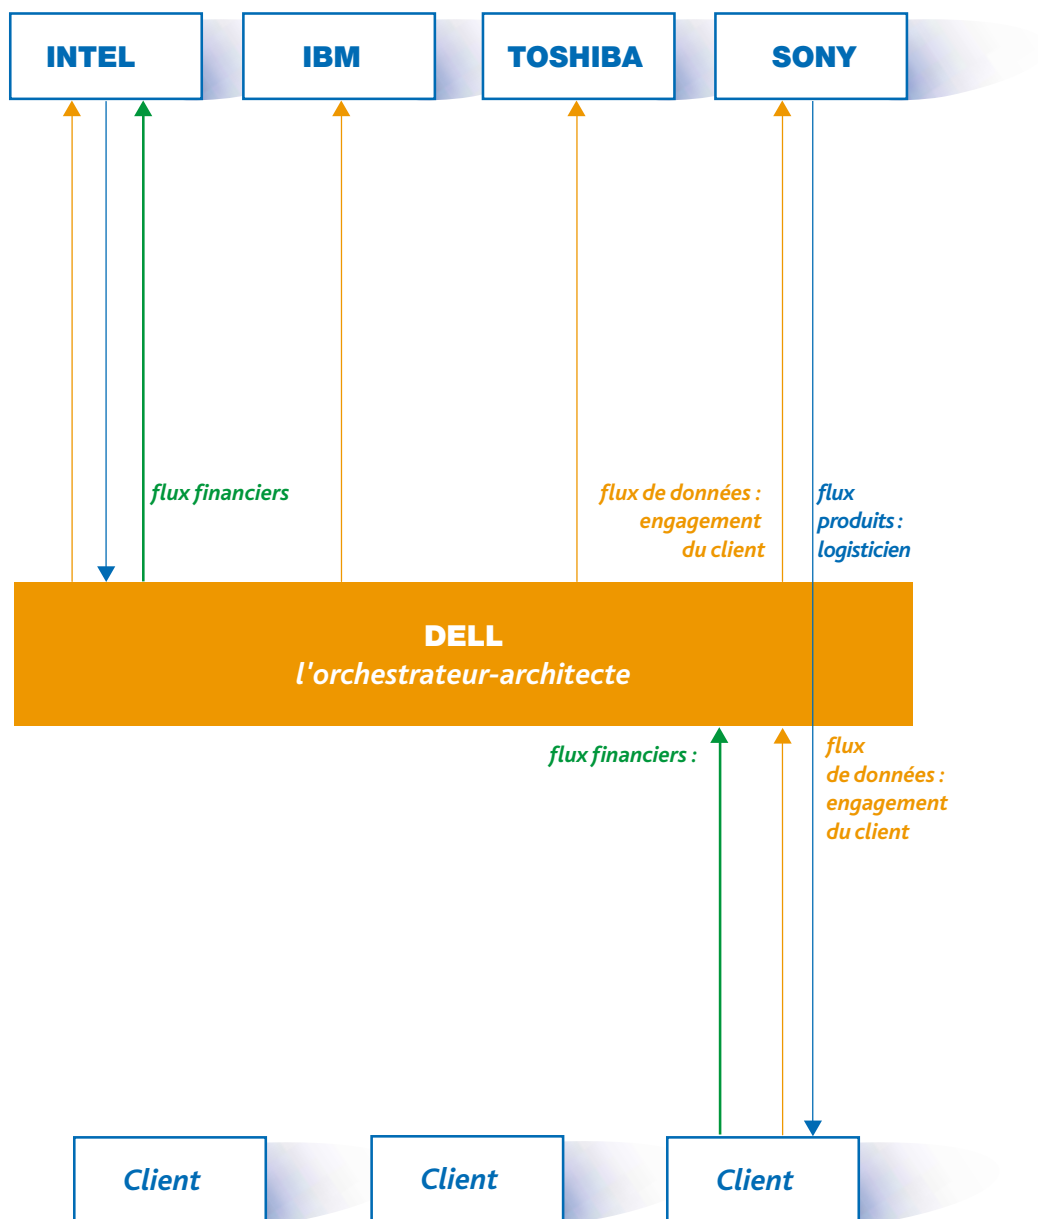 INTEL
IBM
TOSHIBA
SONY
flux financiers
flux de données :
engagement
du client
flux
produits :
logisticien
DELL
l'orchestrateur-architecte
flux financiers :
flux
de données :
engagement
du client
Client
Client
Client